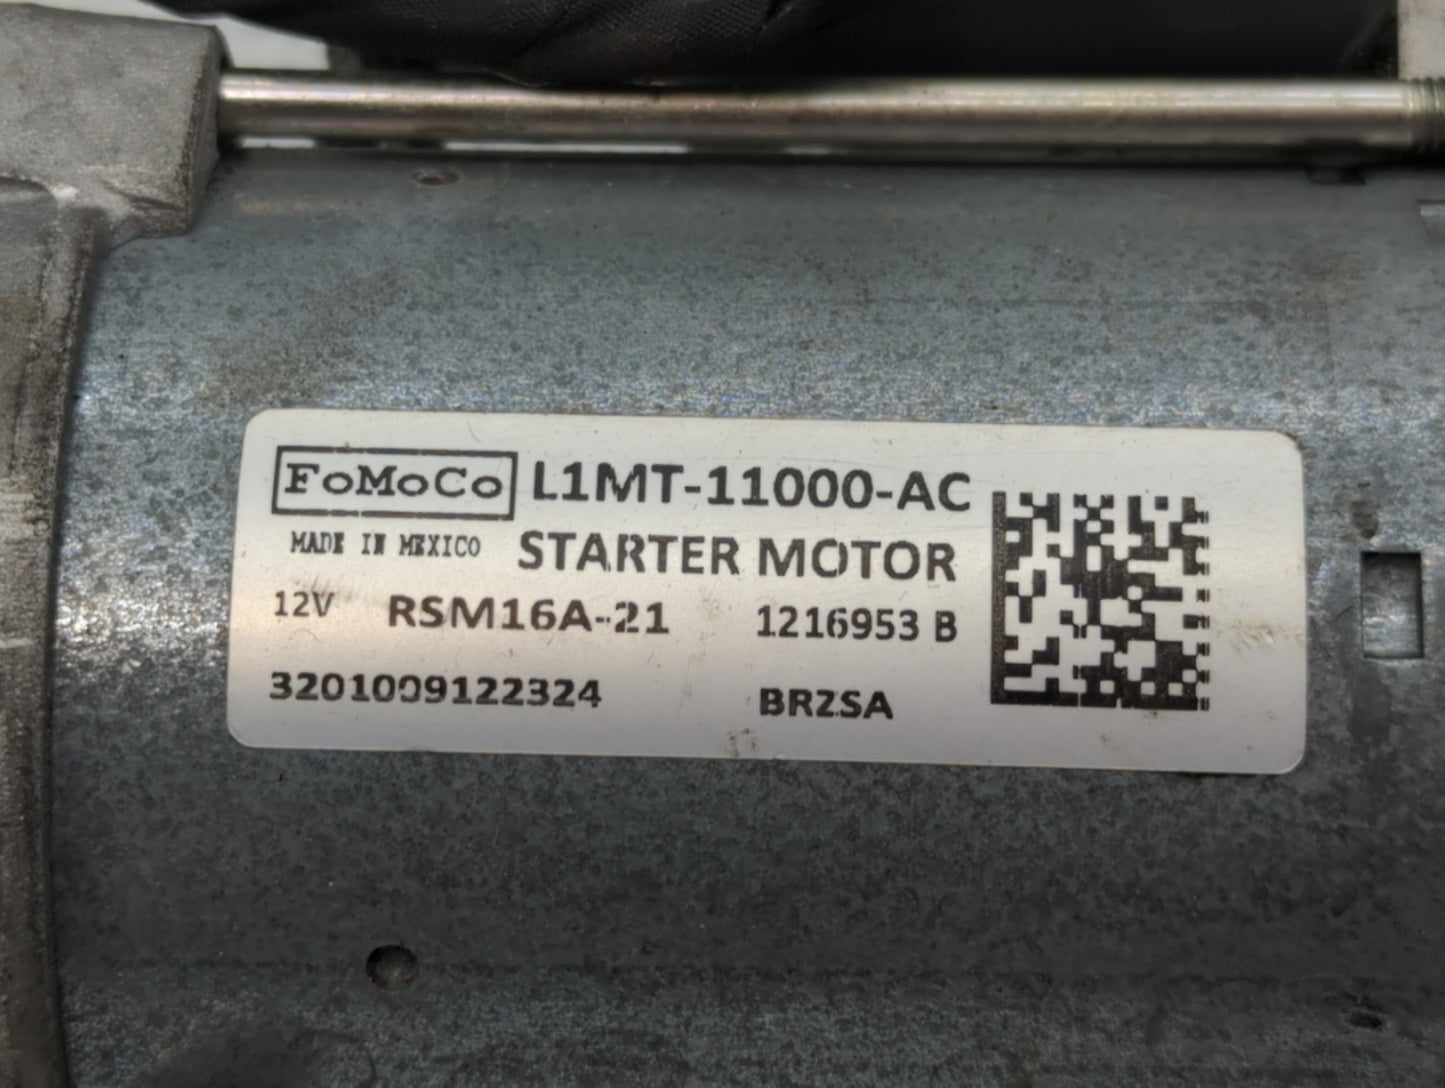 FoMoCo L1MT-11000-AC
MADE IN MEXICO STARTER MOTOR
12V RSM16A-21 1216953 B
3201009122324 BRZSA